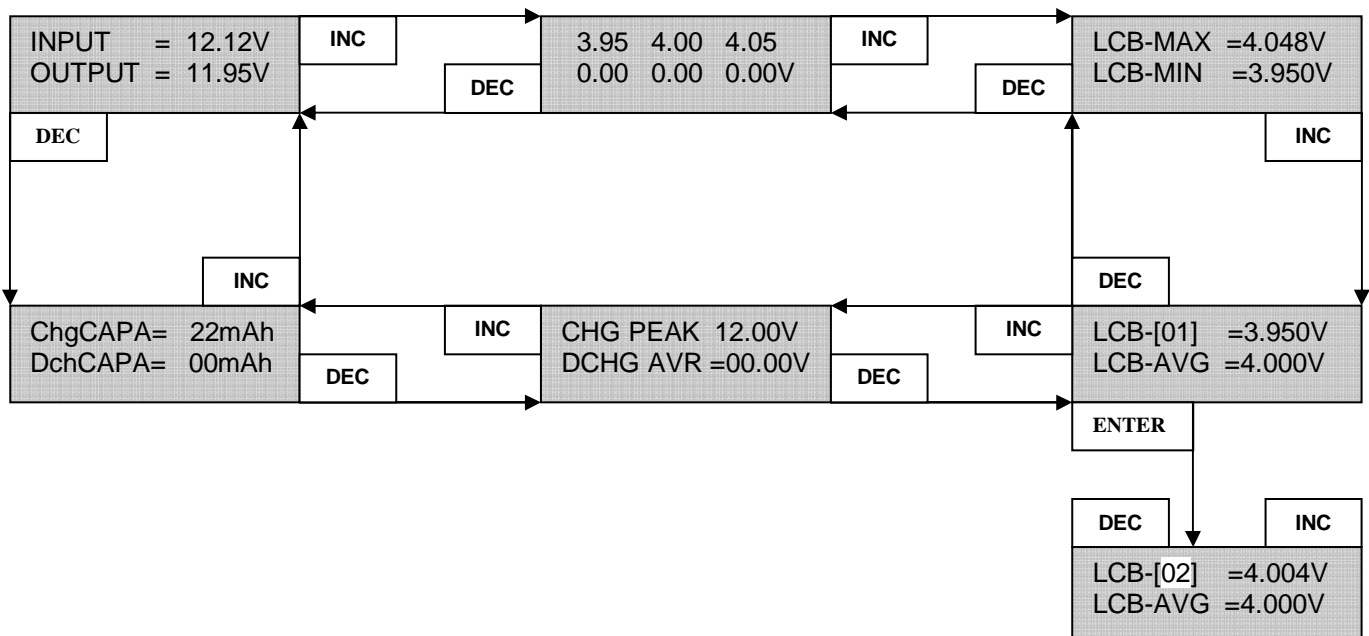 INPUT = 12.12V
OUTPUT = 11.95V
INC
DEC
3.95 4.00 4.05
0.00 0.00 0.00V
INC
DEC
LCB-MAX =4.048V
LCB-MIN =3.950V
DEC
INC
INC
DEC
ChgCAPA= 22mAh
DchCAPA= 00mAh
DEC
INC
CHG PEAK 12.00V
DCHG AVR =00.00V
INC
DEC
LCB-[01] =3.950V
LCB-AVG =4.000V
ENTER
DEC
INC
LCB-[02] =4.004V
LCB-AVG =4.000V